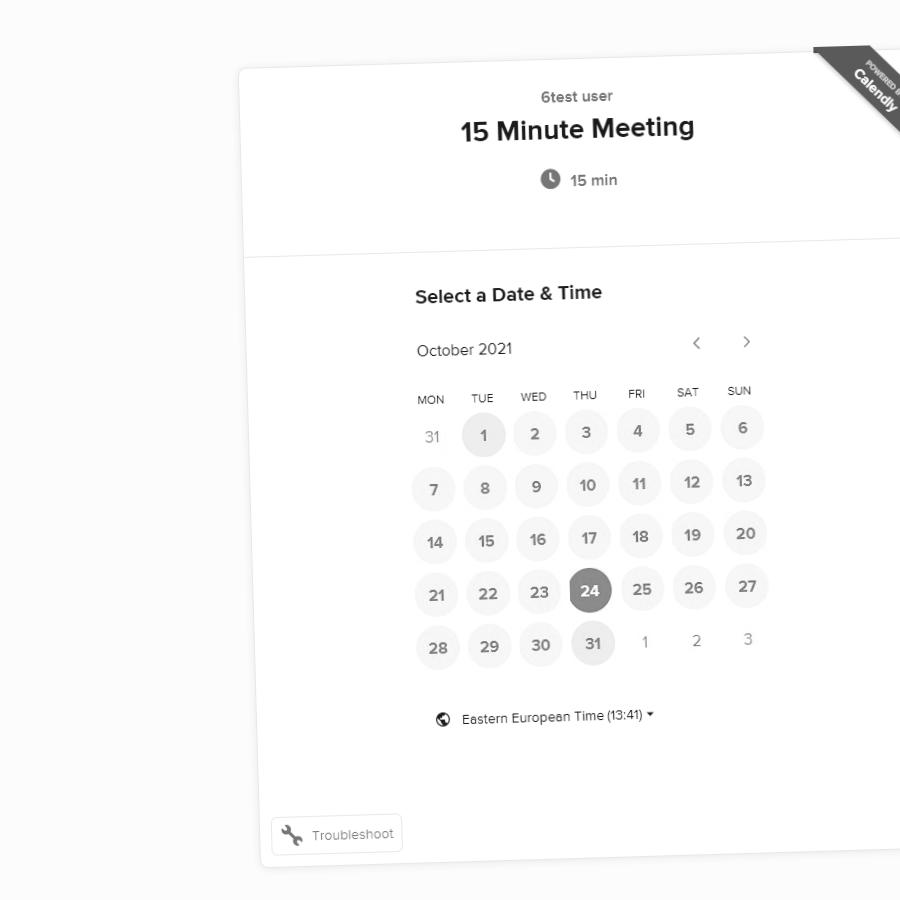 POWERED B
Calendly
6test user
15 Minute Meeting
15 min
Select a Date & Time
October 2021
MON TUE WED THU FRI SAT SUN
31 1 2 3 4 5 6
7 8 9 10 11 12 13
14 15 16 17 18 19 20
21 22 23 24 25 26 27
28 29 30 31 1 2 3
Eastern European Time (13:41)
Troubleshoot